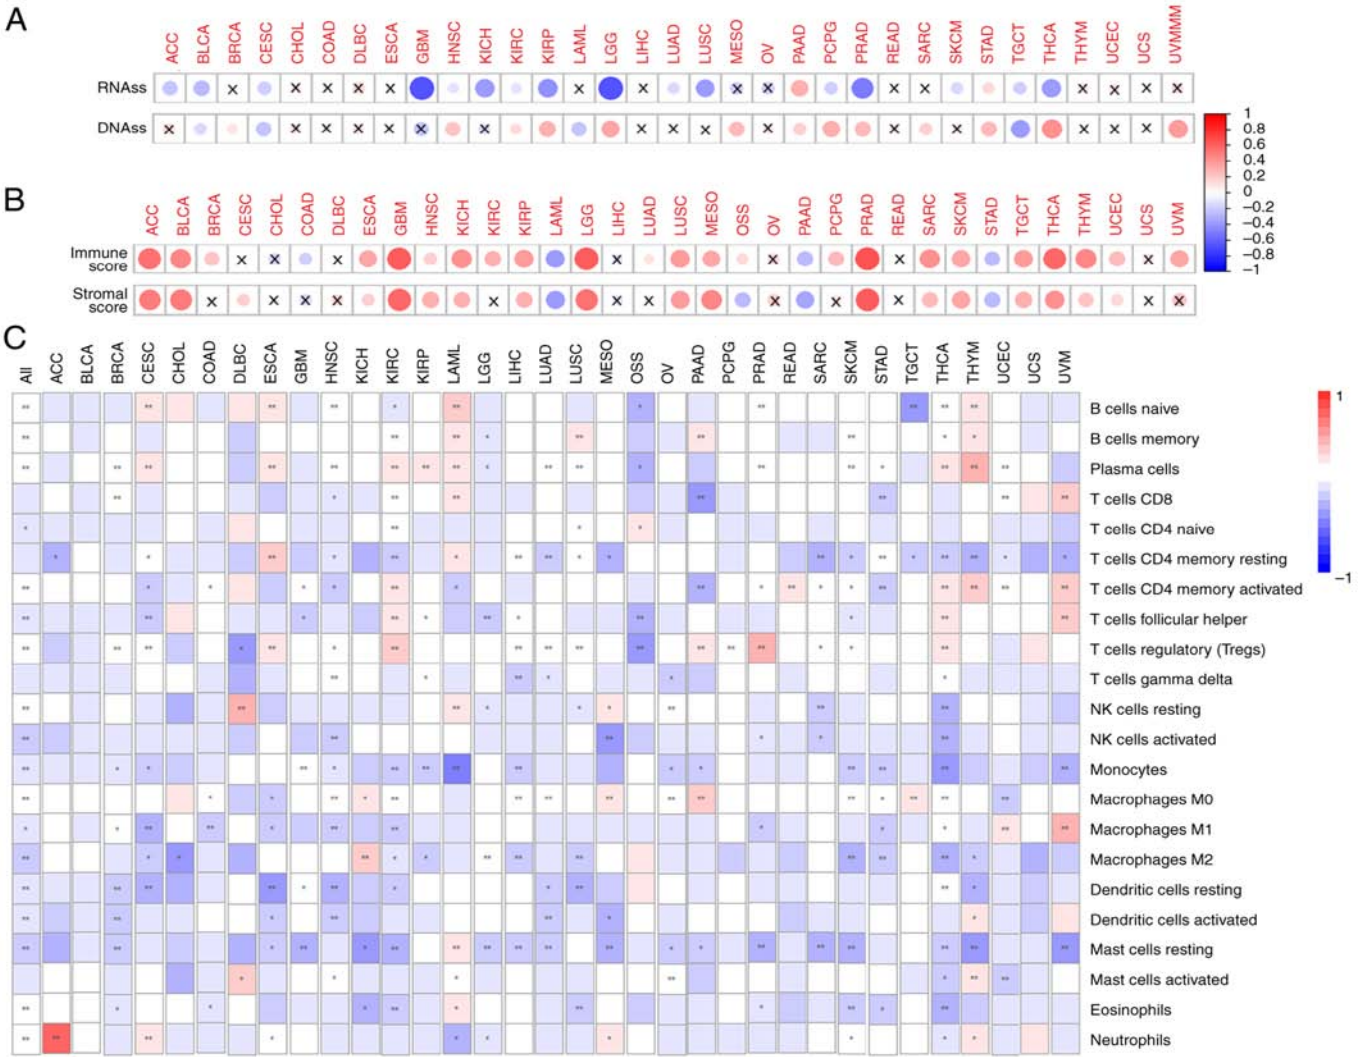 A
ACC BLCA BRCA CESC CHOL COAD DLBC ESCA GBM HNSC KICH KIRC KIRP LAML LGG LIHC LUAD LUSC MESO OV PAAD PCPG PRAD READ SARC SKCM STAD TGCT THCA THYM UCEC UCS UVMMM
RNAss
DNAss
1
0.8
0.6
0.4
0.2
0
−0.2
−0.4
−0.6
−0.8
−1
B
ACC BLCA BRCA CESC CHOL COAD DLBC ESCA GBM HNSC KICH KIRC KIRP LAML LGG LIHC LUAD LUSC MESO OSS OV PAAD PCPG PRAD READ SARC SKCM STAD TGCT THCA THYM UCEC UCS UVM
Immune
score
Stromal
score
C
All ACC BLCA BRCA CESC CHOL COAD DLBC ESCA GBM HNSC KICH KIRC KIRP LAML LGG LIHC LUAD LUSC MESO OSS OV PAAD PCPG PRAD READ SARC SKCM STAD TGCT THCA THYM UCEC UCS UVM
B cells naive
B cells memory
Plasma cells
T cells CD8
T cells CD4 naive
T cells CD4 memory resting
T cells CD4 memory activated
T cells follicular helper
T cells regulatory (Tregs)
T cells gamma delta
NK cells resting
NK cells activated
Monocytes
Macrophages M0
Macrophages M1
Macrophages M2
Dendritic cells resting
Dendritic cells activated
Mast cells resting
Mast cells activated
Eosinophils
Neutrophils
1
−1